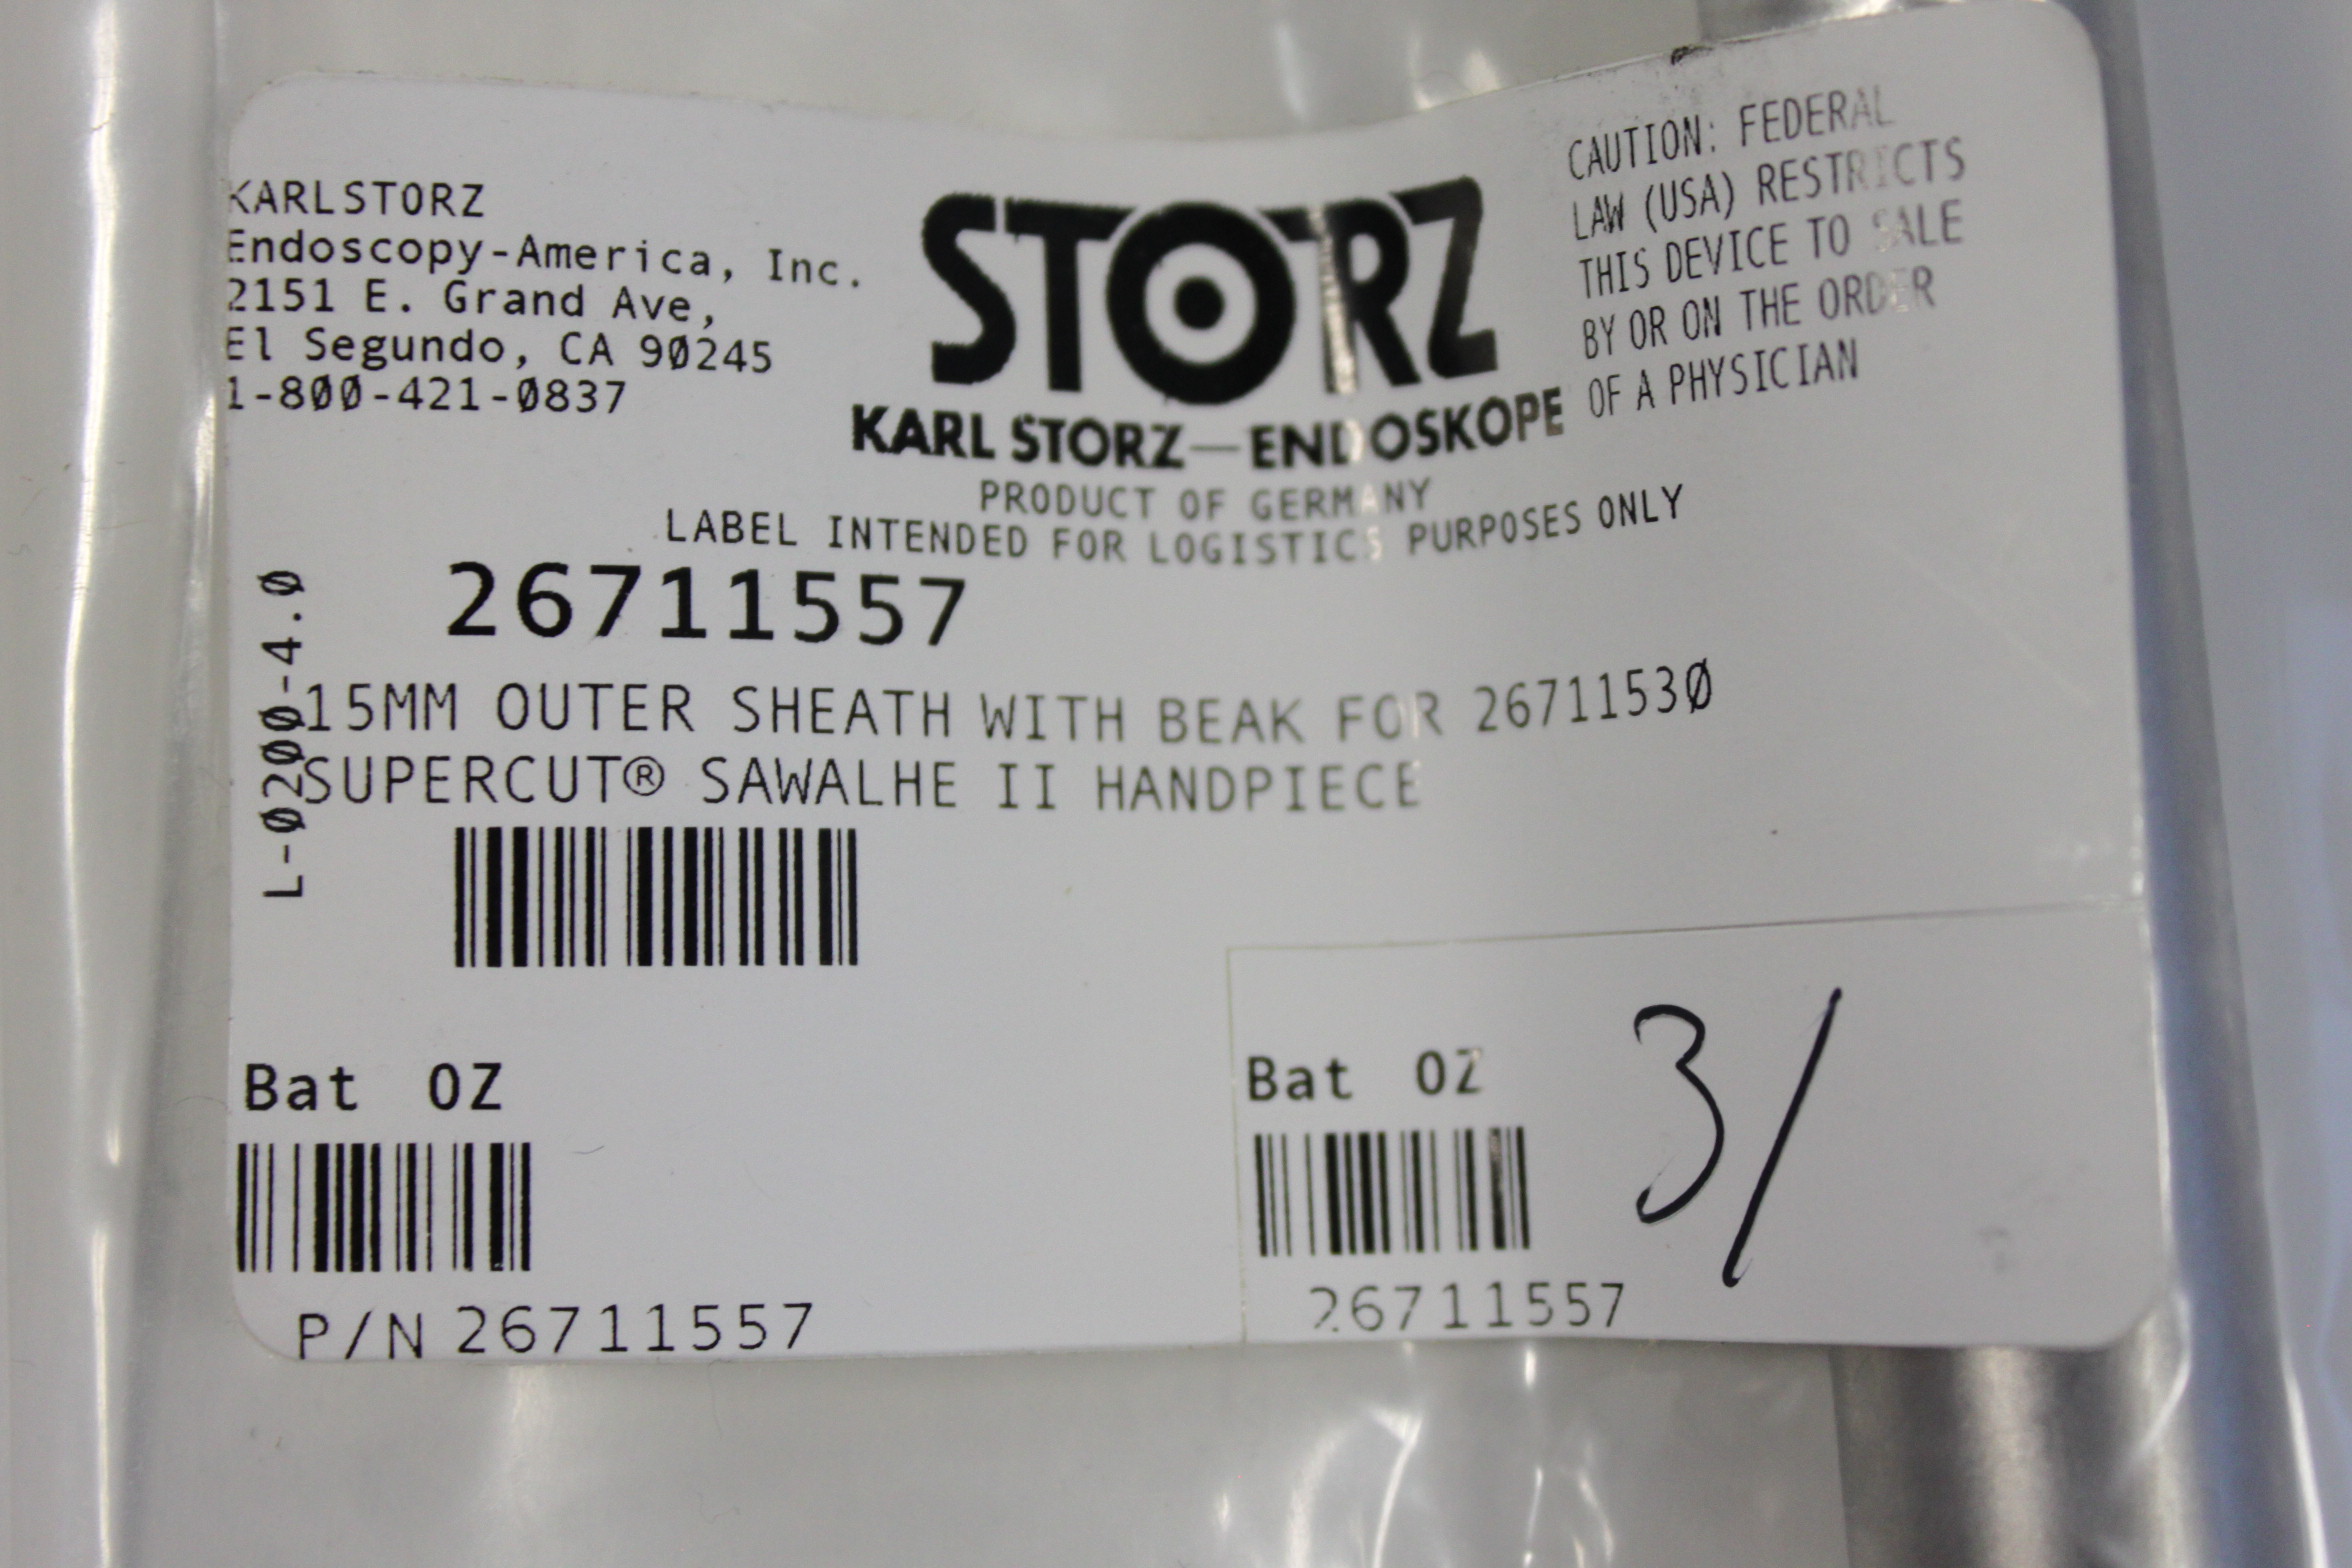 KARLSTORZ
Endoscopy-America, Inc.
2151 E. Grand Ave,
El Segundo, CA 90245
1-800-421-0837
STORZ
KARL STORZ—ENDOSKOPE
PRODUCT OF GERMANY
LABEL INTENDED FOR LOGISTICS PURPOSES ONLY
CAUTION: FEDERAL
LAW (USA) RESTRICTS
THIS DEVICE TO SALE
BY OR ON THE ORDER
OF A PHYSICIAN
L-0200-4.0
26711557
15MM OUTER SHEATH WITH BEAK FOR 26711530
SUPERCUT® SAWALHE II HANDPIECE
Bat OZ
P/N 26711557
Bat OZ
26711557
3/